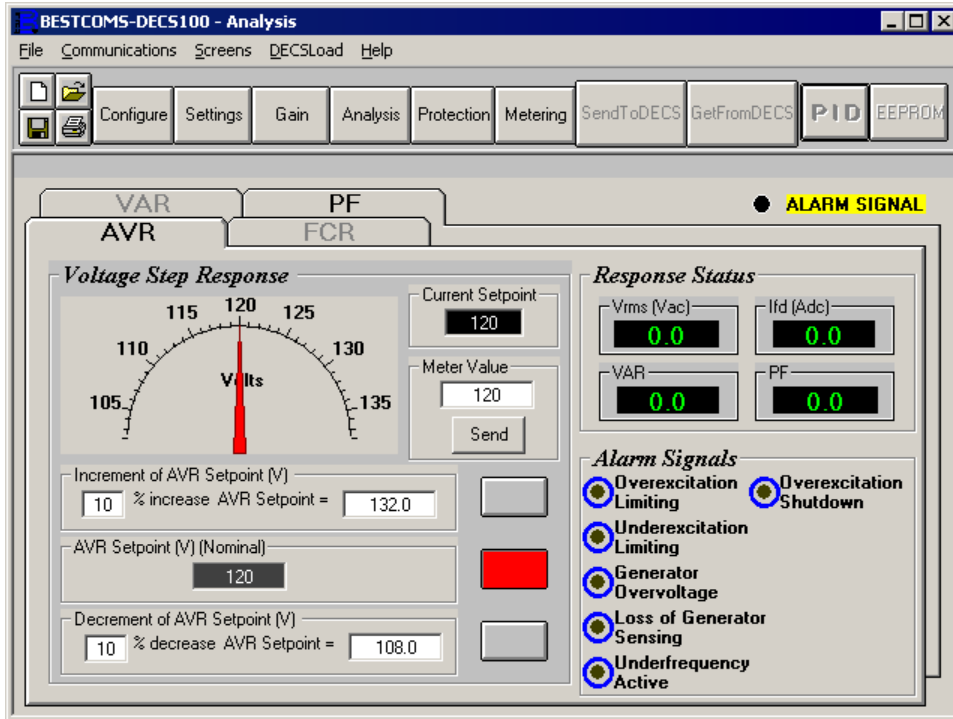 BESTCOMS-DECS100 - Analysis
File Communications Screens DECSLoad Help
Configure Settings Gain Analysis Protection Metering SendToDECS GetFromDECS PID EEPROM
VAR PF
ALARM SIGNAL
AVR FCR
Voltage Step Response
105 110 115 120 125 130 135
Volts
Current Setpoint
120
Meter Value
120
Send
Increment of AVR Setpoint (V)
10 % increase AVR Setpoint = 132.0
AVR Setpoint (V) (Nominal)
120
Decrement of AVR Setpoint (V)
10 % decrease AVR Setpoint = 108.0
Response Status
Vrms (Vac) Ifd (Adc)
0.0 0.0
VAR PF
0.0 0.0
Alarm Signals
Overexcitation Limiting
Overexcitation Shutdown
Underexcitation Limiting
Generator Overvoltage
Loss of Generator Sensing
Underfrequency Active